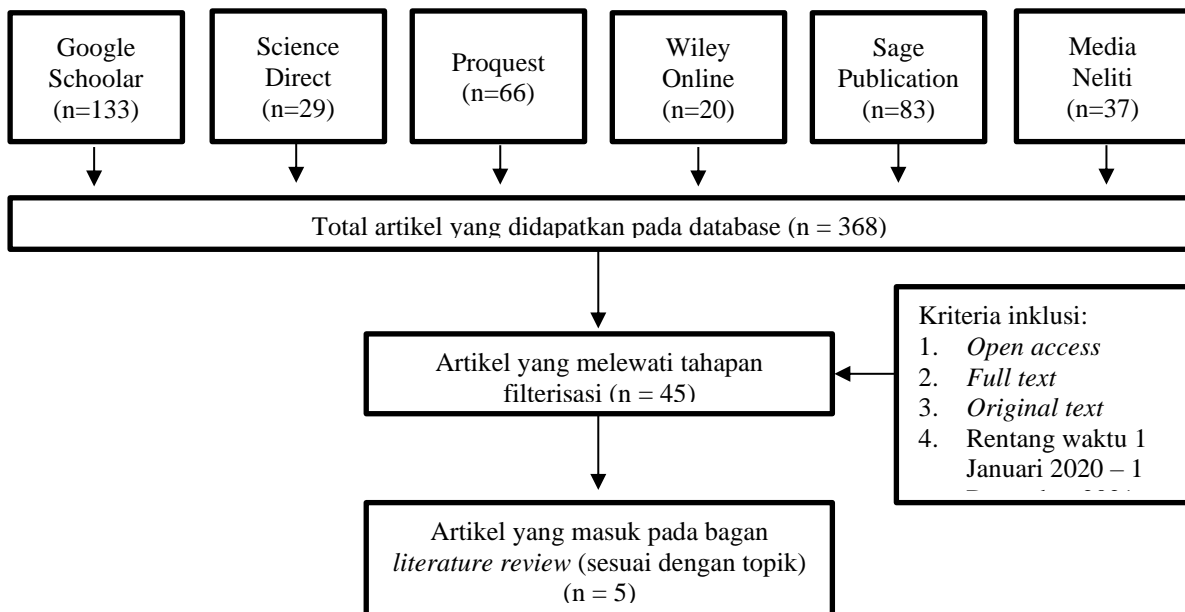 Google
Schoolar
(n=133)
Science
Direct
(n=29)
Proquest
(n=66)
Wiley
Online
(n=20)
Sage
Publication
(n=83)
Media
Neliti
(n=37)
Total artikel yang didapatkan pada database (n = 368)
Kriteria inklusi:
1. Open access
2. Full text
3. Original text
4. Rentang waktu 1
Januari 2020 – 1
Artikel yang melewati tahapan
filterisasi (n = 45)
Artikel yang masuk pada bagan
literature review (sesuai dengan topik)
(n = 5)